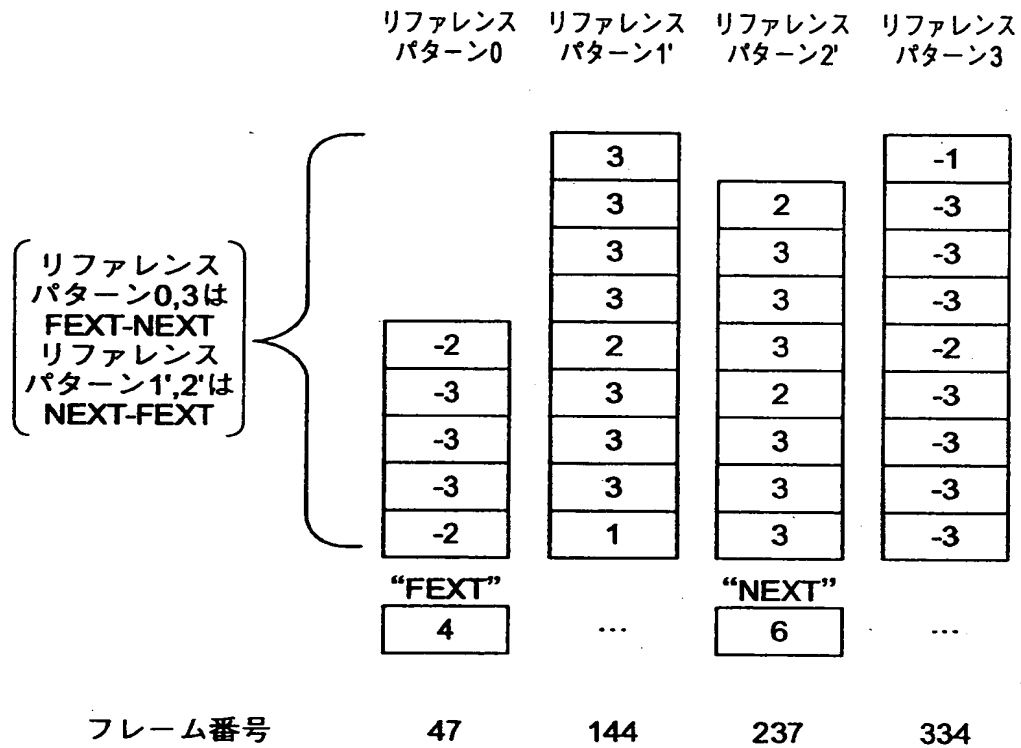 リファレンス リファレンス リファレンス リファレンス
パターン0 パターン1' パターン2' パターン3
3 -1
3 2 -3
3 3 -3
3 3 -3
-2 2 3 -2
-3 3 2 -3
-3 3 3 -3
-3 3 3 -3
-2 1 3 -3
リファレンス
パターン0,3は
FEXT-NEXT
リファレンス
パターン1',2'は
NEXT-FEXT
“FEXT” “NEXT”
4 ... 6 ...
フレーム番号 47 144 237 334